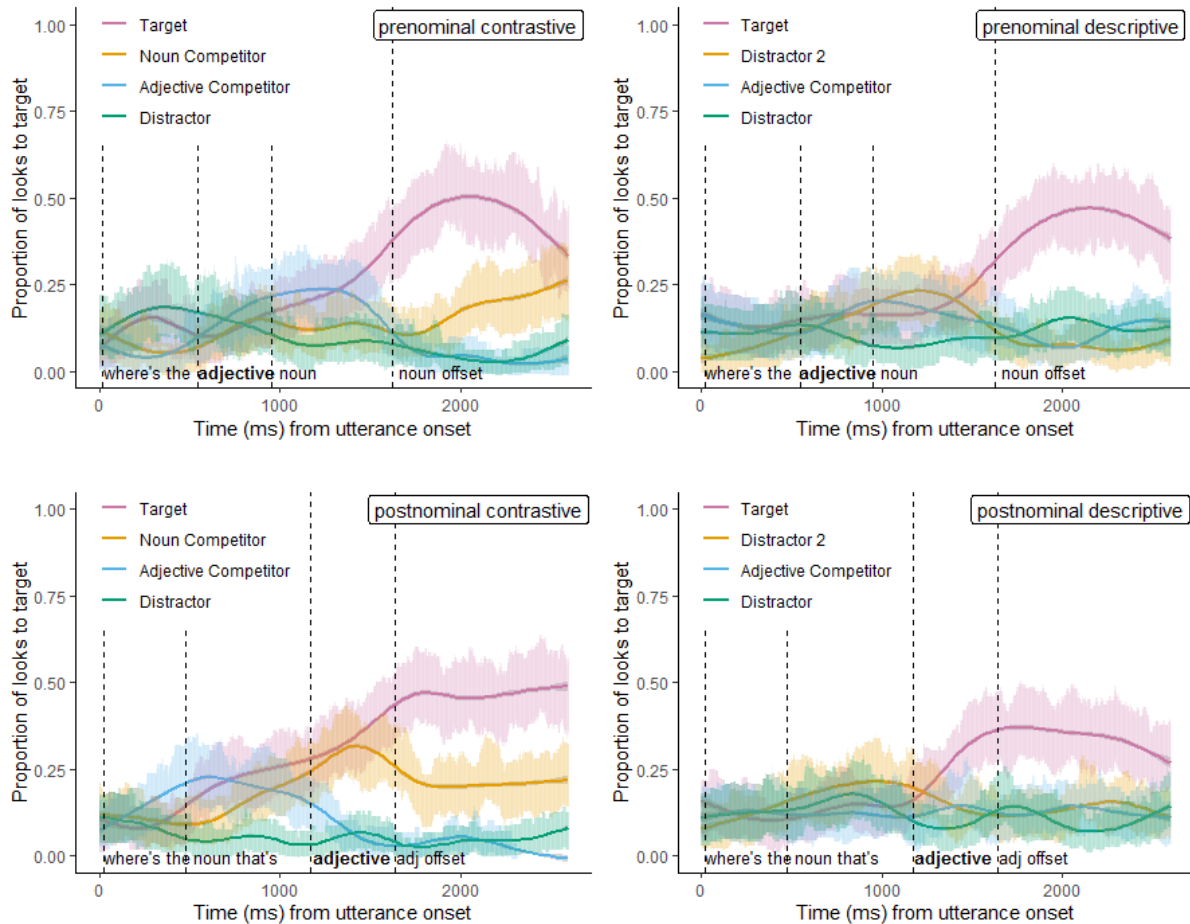 prenominal contrastive
Target
Noun Competitor
Adjective Competitor
Distractor
Proportion of looks to target
1.00
0.75
0.50
0.25
0.00
where's the adjective noun noun offset
0 1000 2000
Time (ms) from utterance onset
prenominal descriptive
Target
Distractor 2
Adjective Competitor
Distractor
Proportion of looks to target
1.00
0.75
0.50
0.25
0.00
where's the adjective noun noun offset
0 1000 2000
Time (ms) from utterance onset
postnominal contrastive
Target
Noun Competitor
Adjective Competitor
Distractor
Proportion of looks to target
1.00
0.75
0.50
0.25
0.00
where's the noun that's adjective adj offset
0 1000 2000
Time (ms) from utterance onset
postnominal descriptive
Target
Distractor 2
Adjective Competitor
Distractor
Proportion of looks to target
1.00
0.75
0.50
0.25
0.00
where's the noun that's adjective adj offset
0 1000 2000
Time (ms) from utterance onset